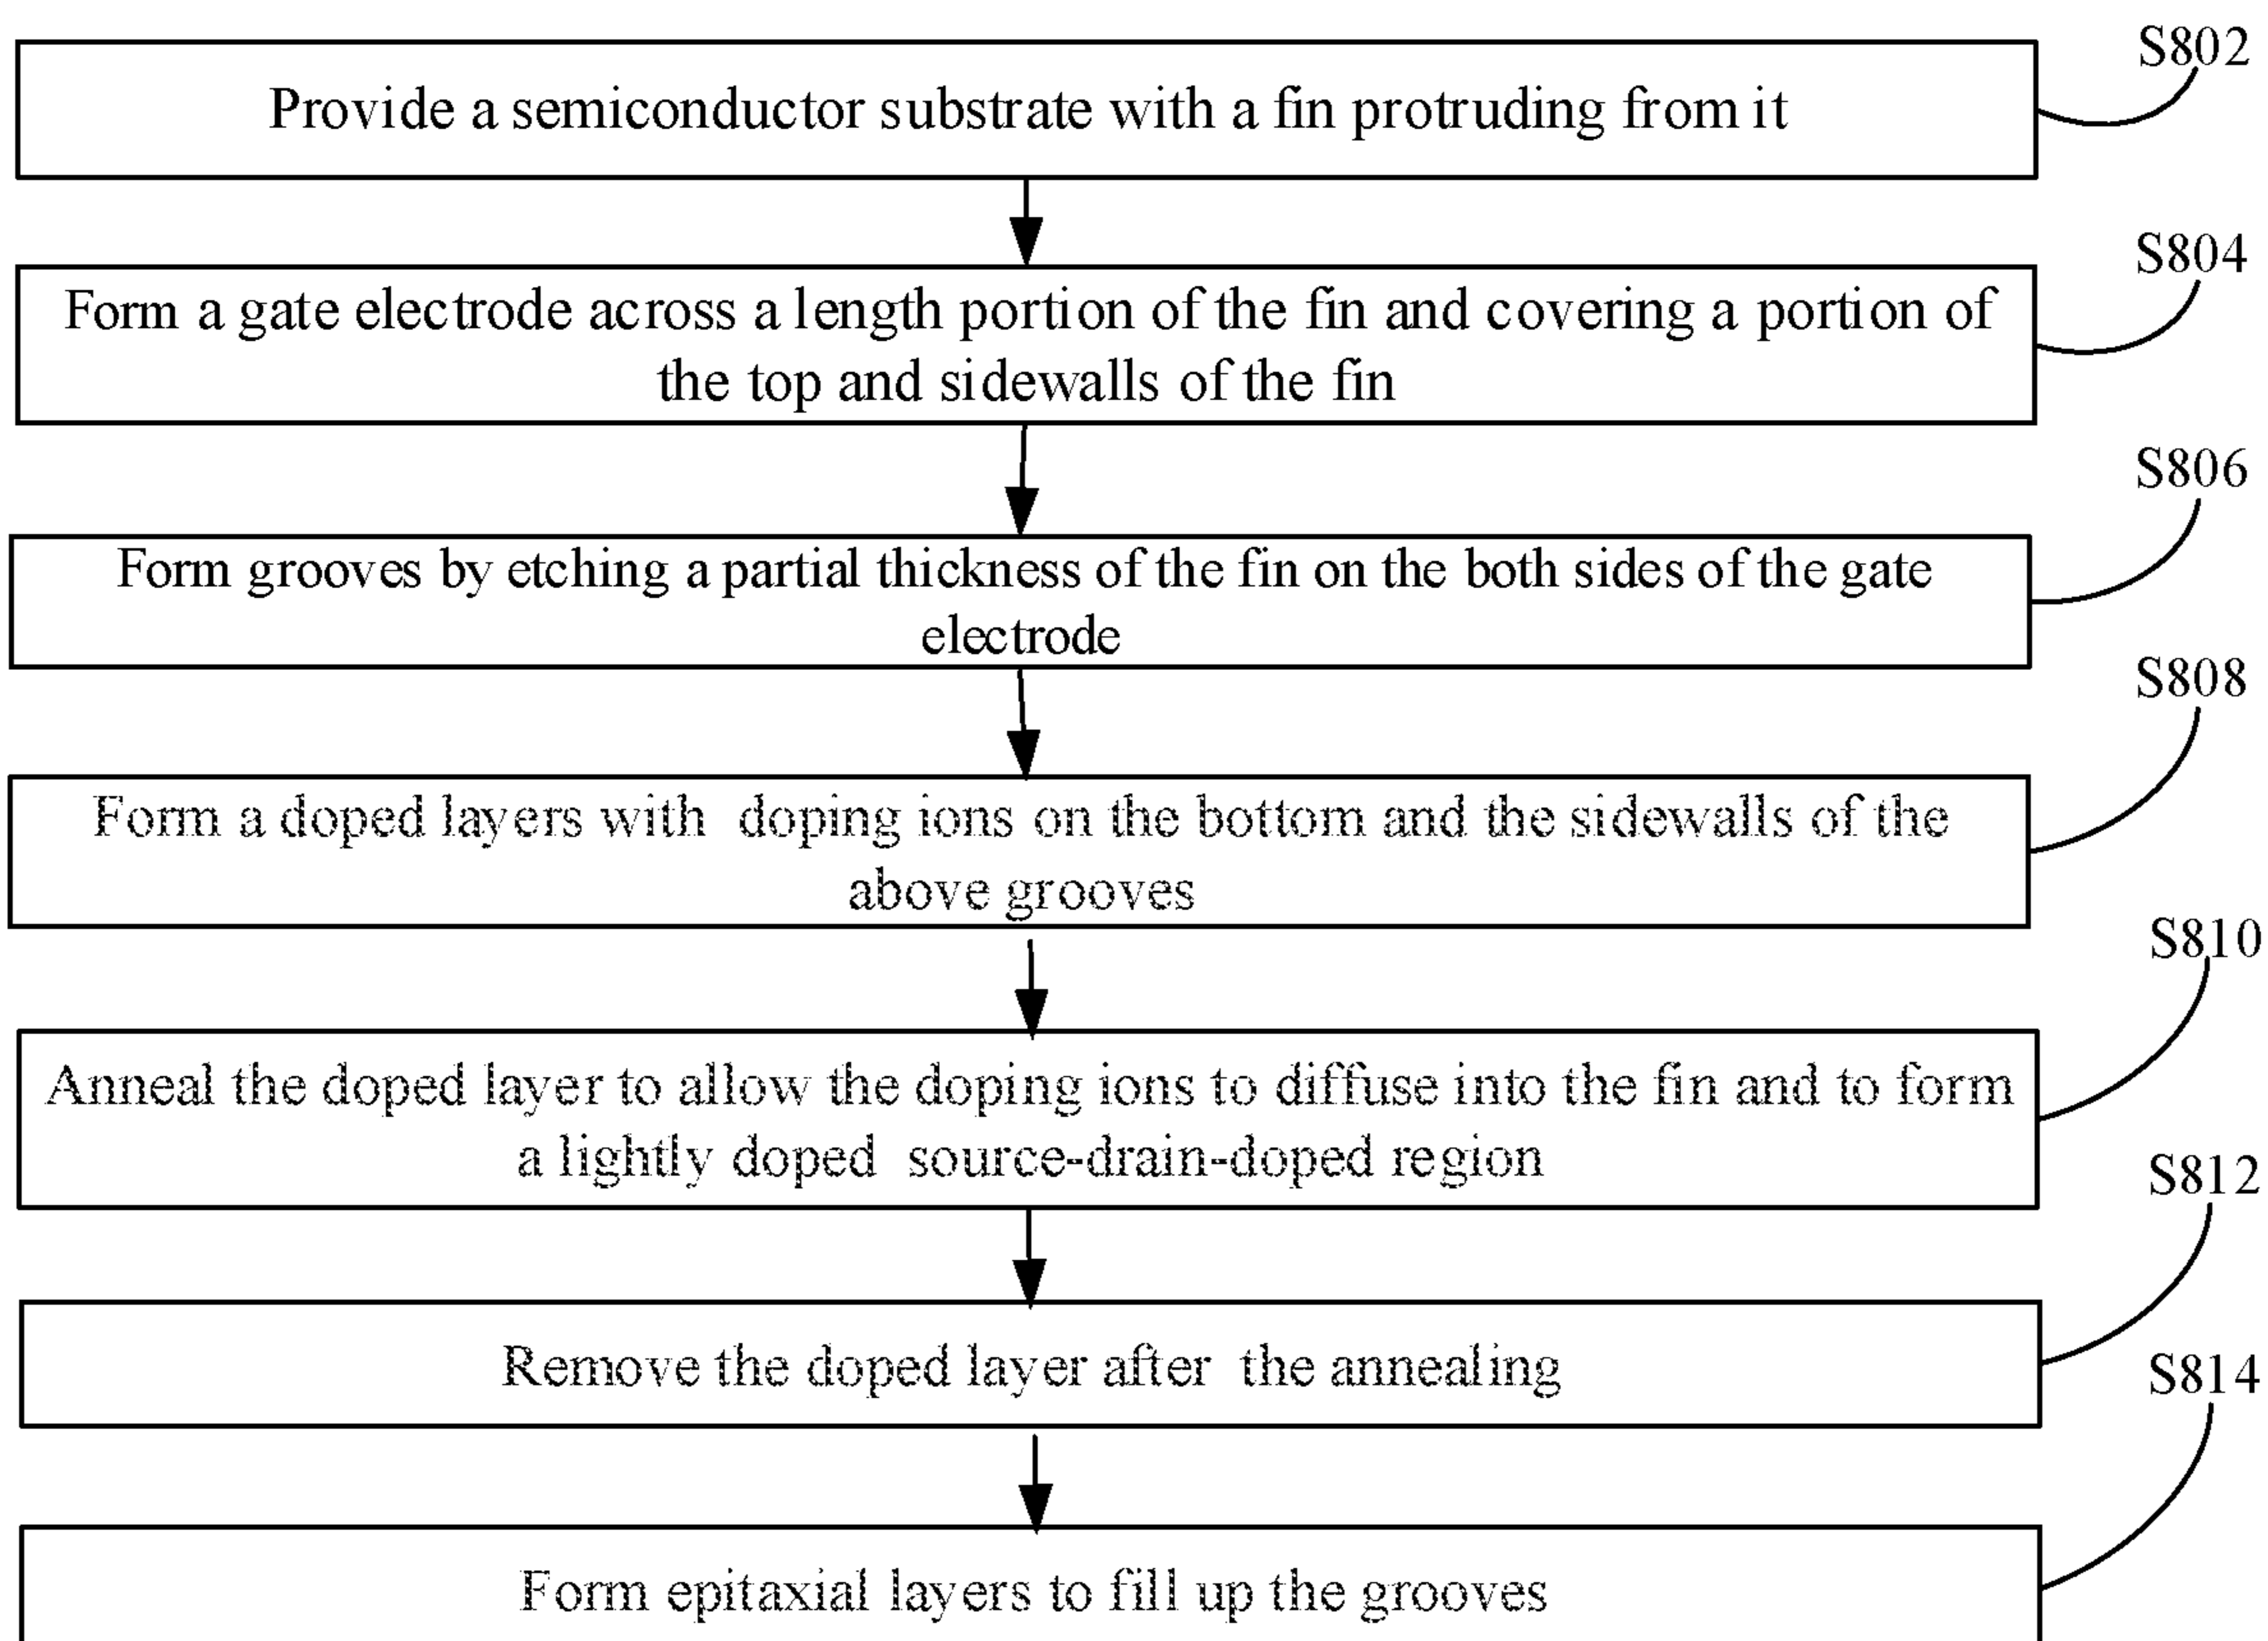 S802
Provide a semiconductor substrate with a fin protruding from it
S804
Form a gate electrode across a length portion of the fin and covering a portion of
the top and sidewalls of the fin
S806
Form grooves by etching a partial thickness of the fin on the both sides of the gate
electrode
S808
Form a doped layers with doping ions on the bottom and the sidewalls of the
above grooves
S810
Anneal the doped layer to allow the doping ions to diffuse into the fin and to form
a lightly doped source-drain-doped region
S812
Remove the doped layer after the annealing
S814
Form epitaxial layers to fill up the grooves